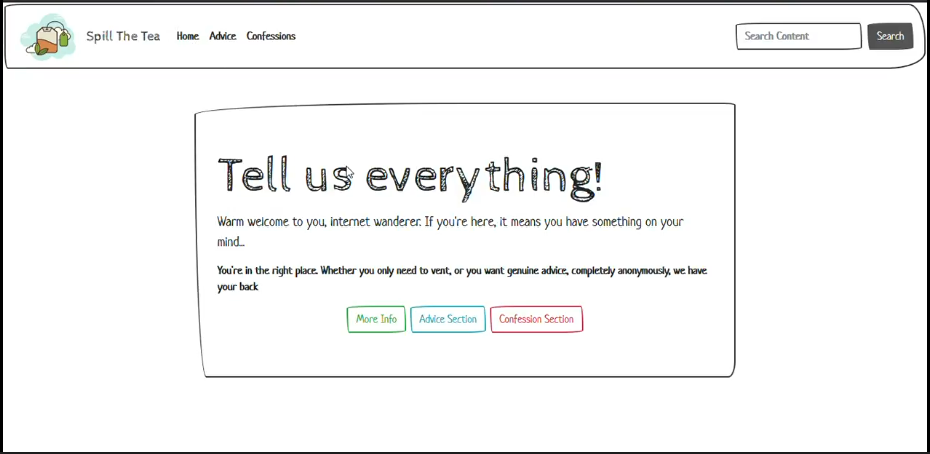 Spill The Tea
Home Advice Confessions
Search Content
Search
Tell us everything!
Warm welcome to you, internet wanderer. If you're here, it means you have something on your
mind...
You're in the right place. Whether you only need to vent, or you want genuine advice, completely anonymously, we have
your back
More Info
Advice Section
Confession Section